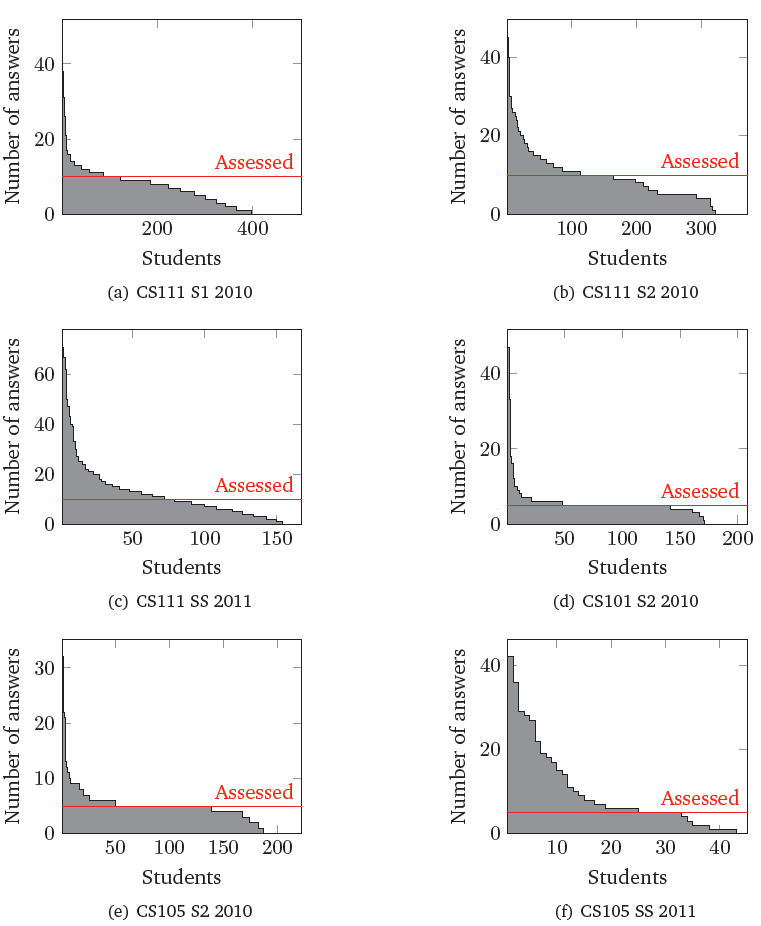 Number of answers
40
20
0
Assessed
200
400
Students
(a) CS111 S1 2010
Number of answers
40
20
0
Assessed
100
200
300
Students
(b) CS111 S2 2010
Number of answers
60
40
20
0
Assessed
50
100
150
Students
(c) CS111 SS 2011
Number of answers
40
20
0
Assessed
50
100
150
200
Students
(d) CS101 S2 2010
Number of answers
30
20
10
0
Assessed
50
100
150
200
Students
(e) CS105 S2 2010
Number of answers
40
20
0
Assessed
10
20
30
40
Students
(f) CS105 SS 2011